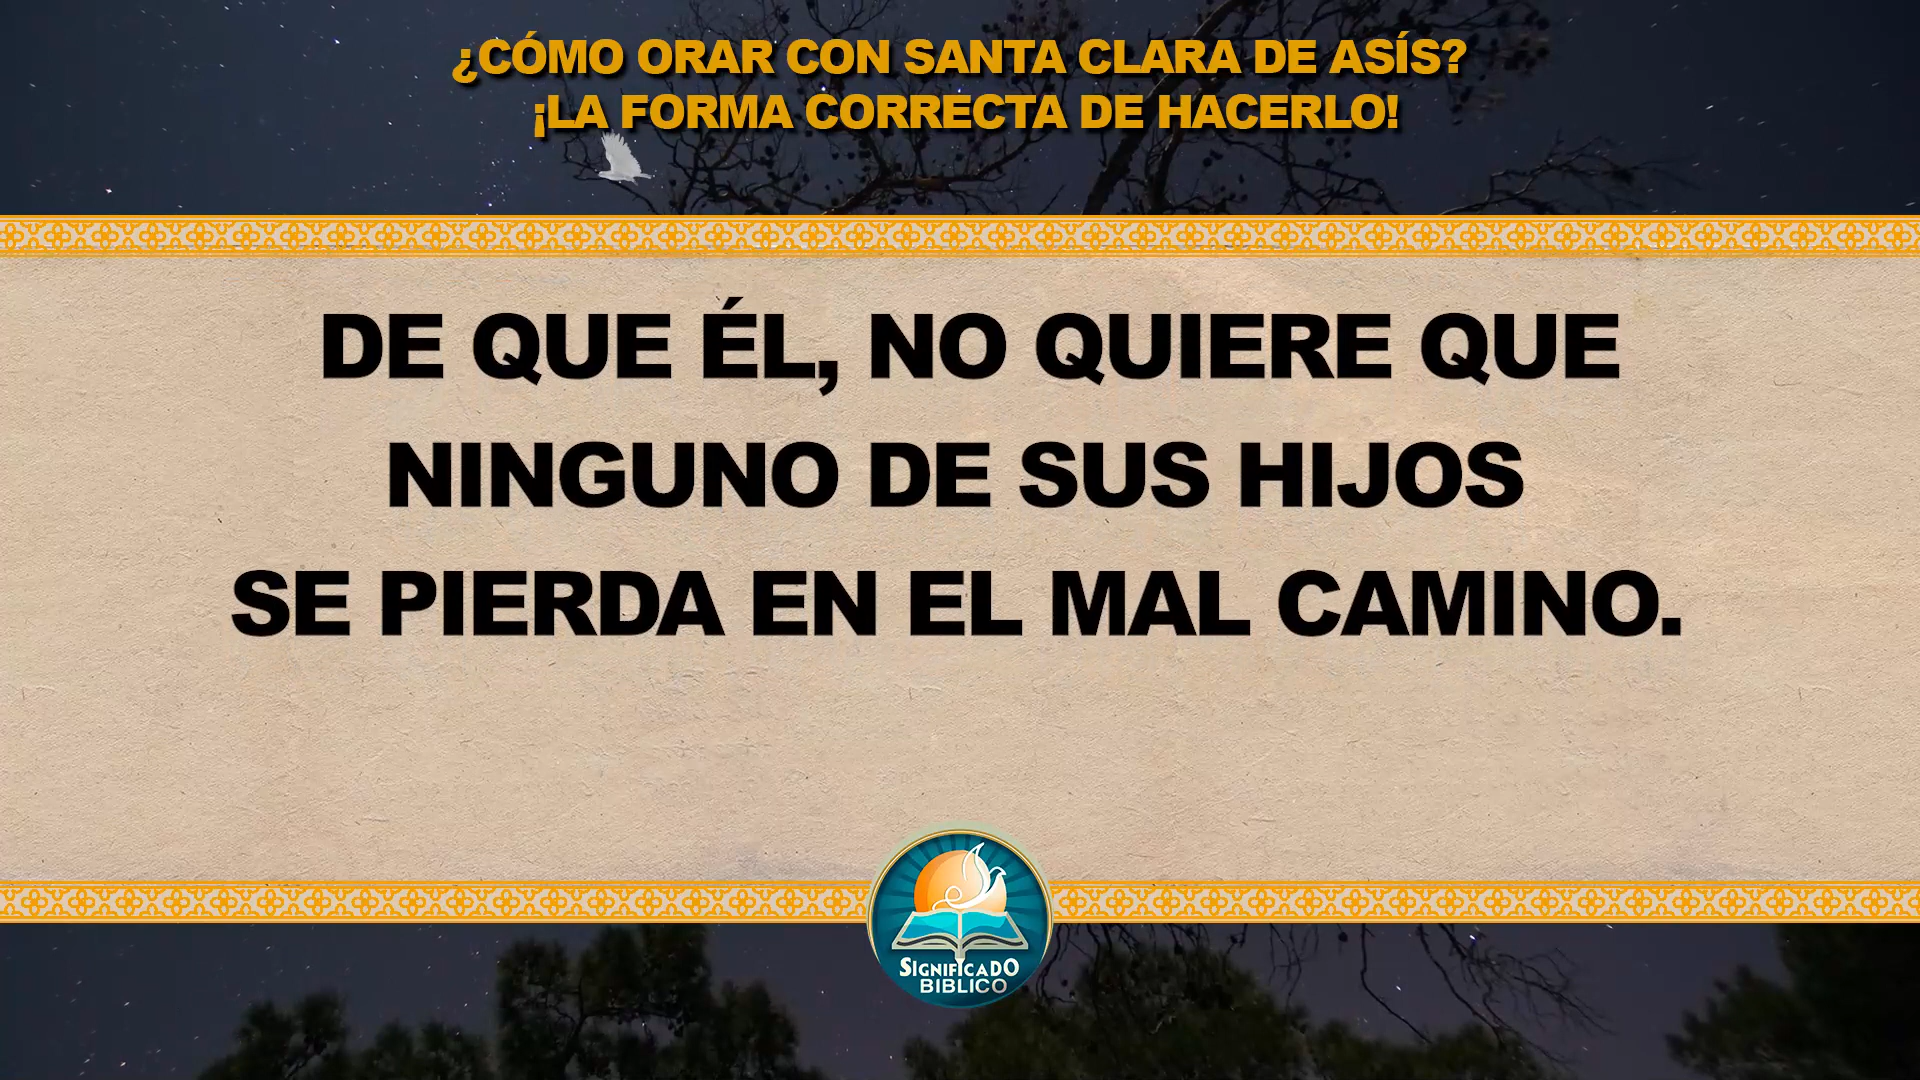 ¿CÓMO ORAR CON SANTA CLARA DE ASÍS?
¡LA FORMA CORRECTA DE HACERLO!
DE QUE ÉL, NO QUIERE QUE
NINGUNO DE SUS HIJOS
SE PIERDA EN EL MAL CAMINO.
SIGNIFICADO
BIBLICO